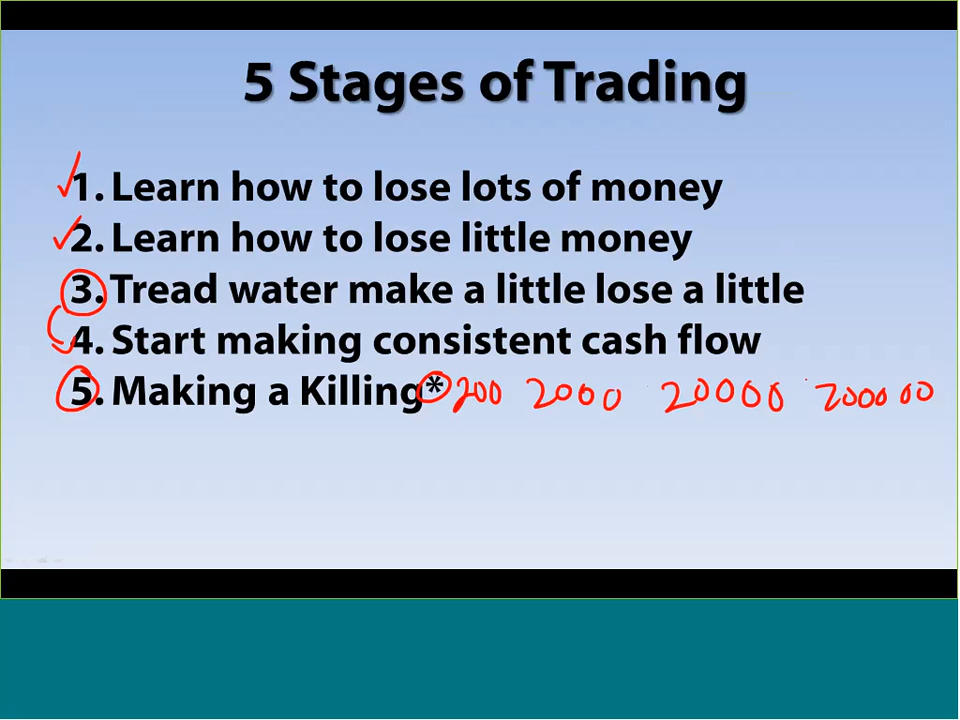 5 Stages of Trading
1. Learn how to lose lots of money
2. Learn how to lose little money
3. Tread water make a little lose a little
4. Start making consistent cash flow
5. Making a Killing* 200 2000 20000 2000000